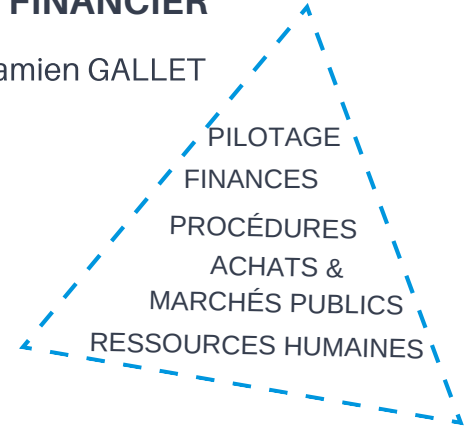 FINANCIER
amien GALLET
PILOTAGE
FINANCES
PROCÉDURES
ACHATS &
MARCHÉS PUBLICS
RESSOURCES HUMAINES